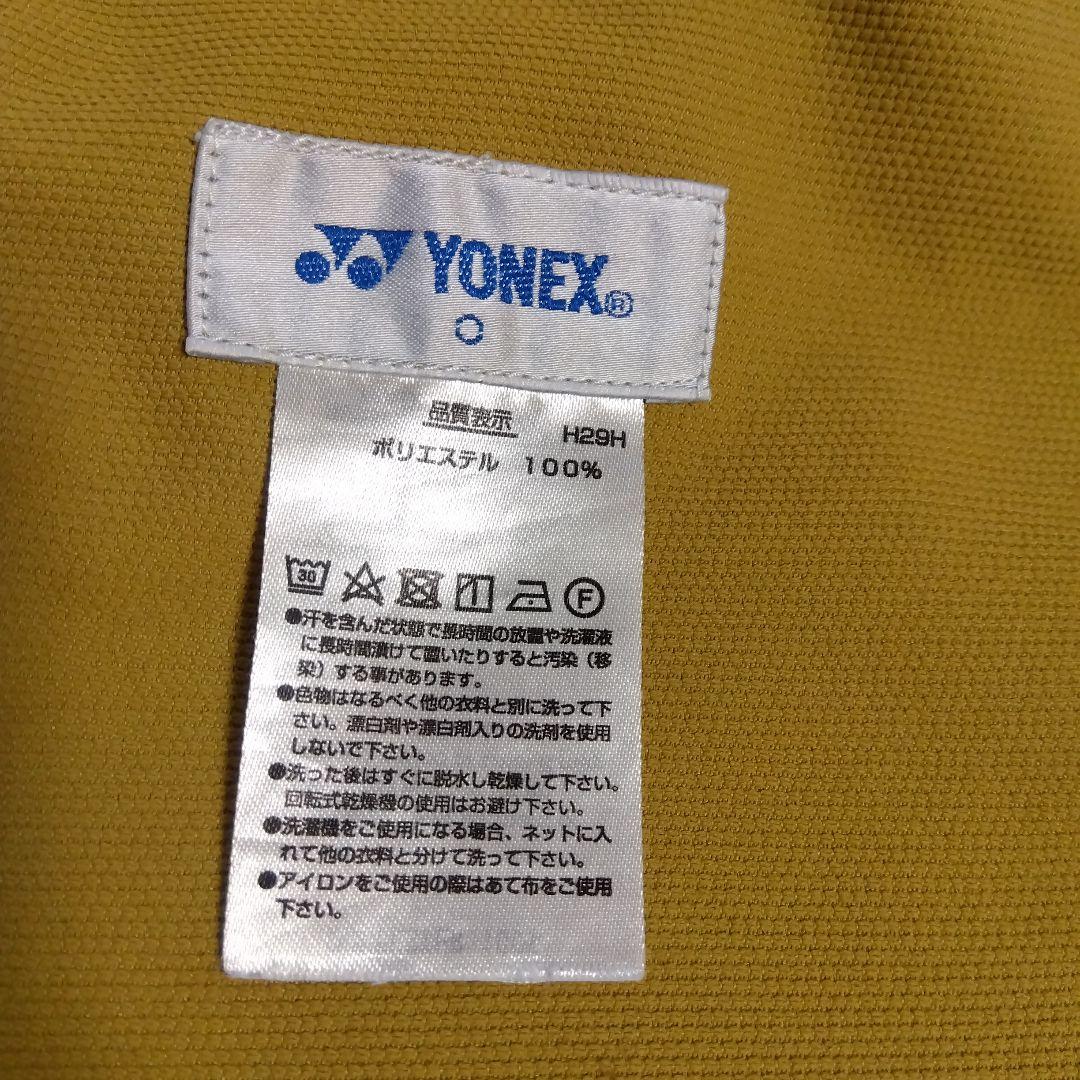 YONEX®
O
品質表示 H29H
ポリエステル 100%
30 F
●汗を含んだ状態で長時間の放置や洗濯液
に長時間漬けて置いたりすると汚染（移
染）する事があります。
●色物はなるべく他の衣料と別に洗って下
さい。漂白剤や漂白剤入りの洗剤を使用
しないで下さい。
●洗った後はすぐに脱水し乾燥して下さい。
回転式乾燥機の使用はお避け下さい。
●洗濯機をご使用になる場合、ネットに入
れて他の衣料と分けて洗って下さい。
●アイロンをご使用の際はあて布をご使用
下さい。